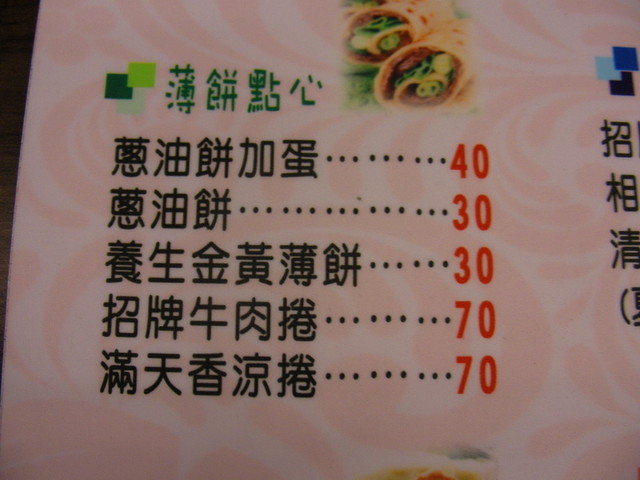 薄餅點心
蔥油餅加蛋………40
蔥油餅……………30
養生金黃薄餅……30
招牌牛肉捲………70
滿天香涼捲………70
招
相
清